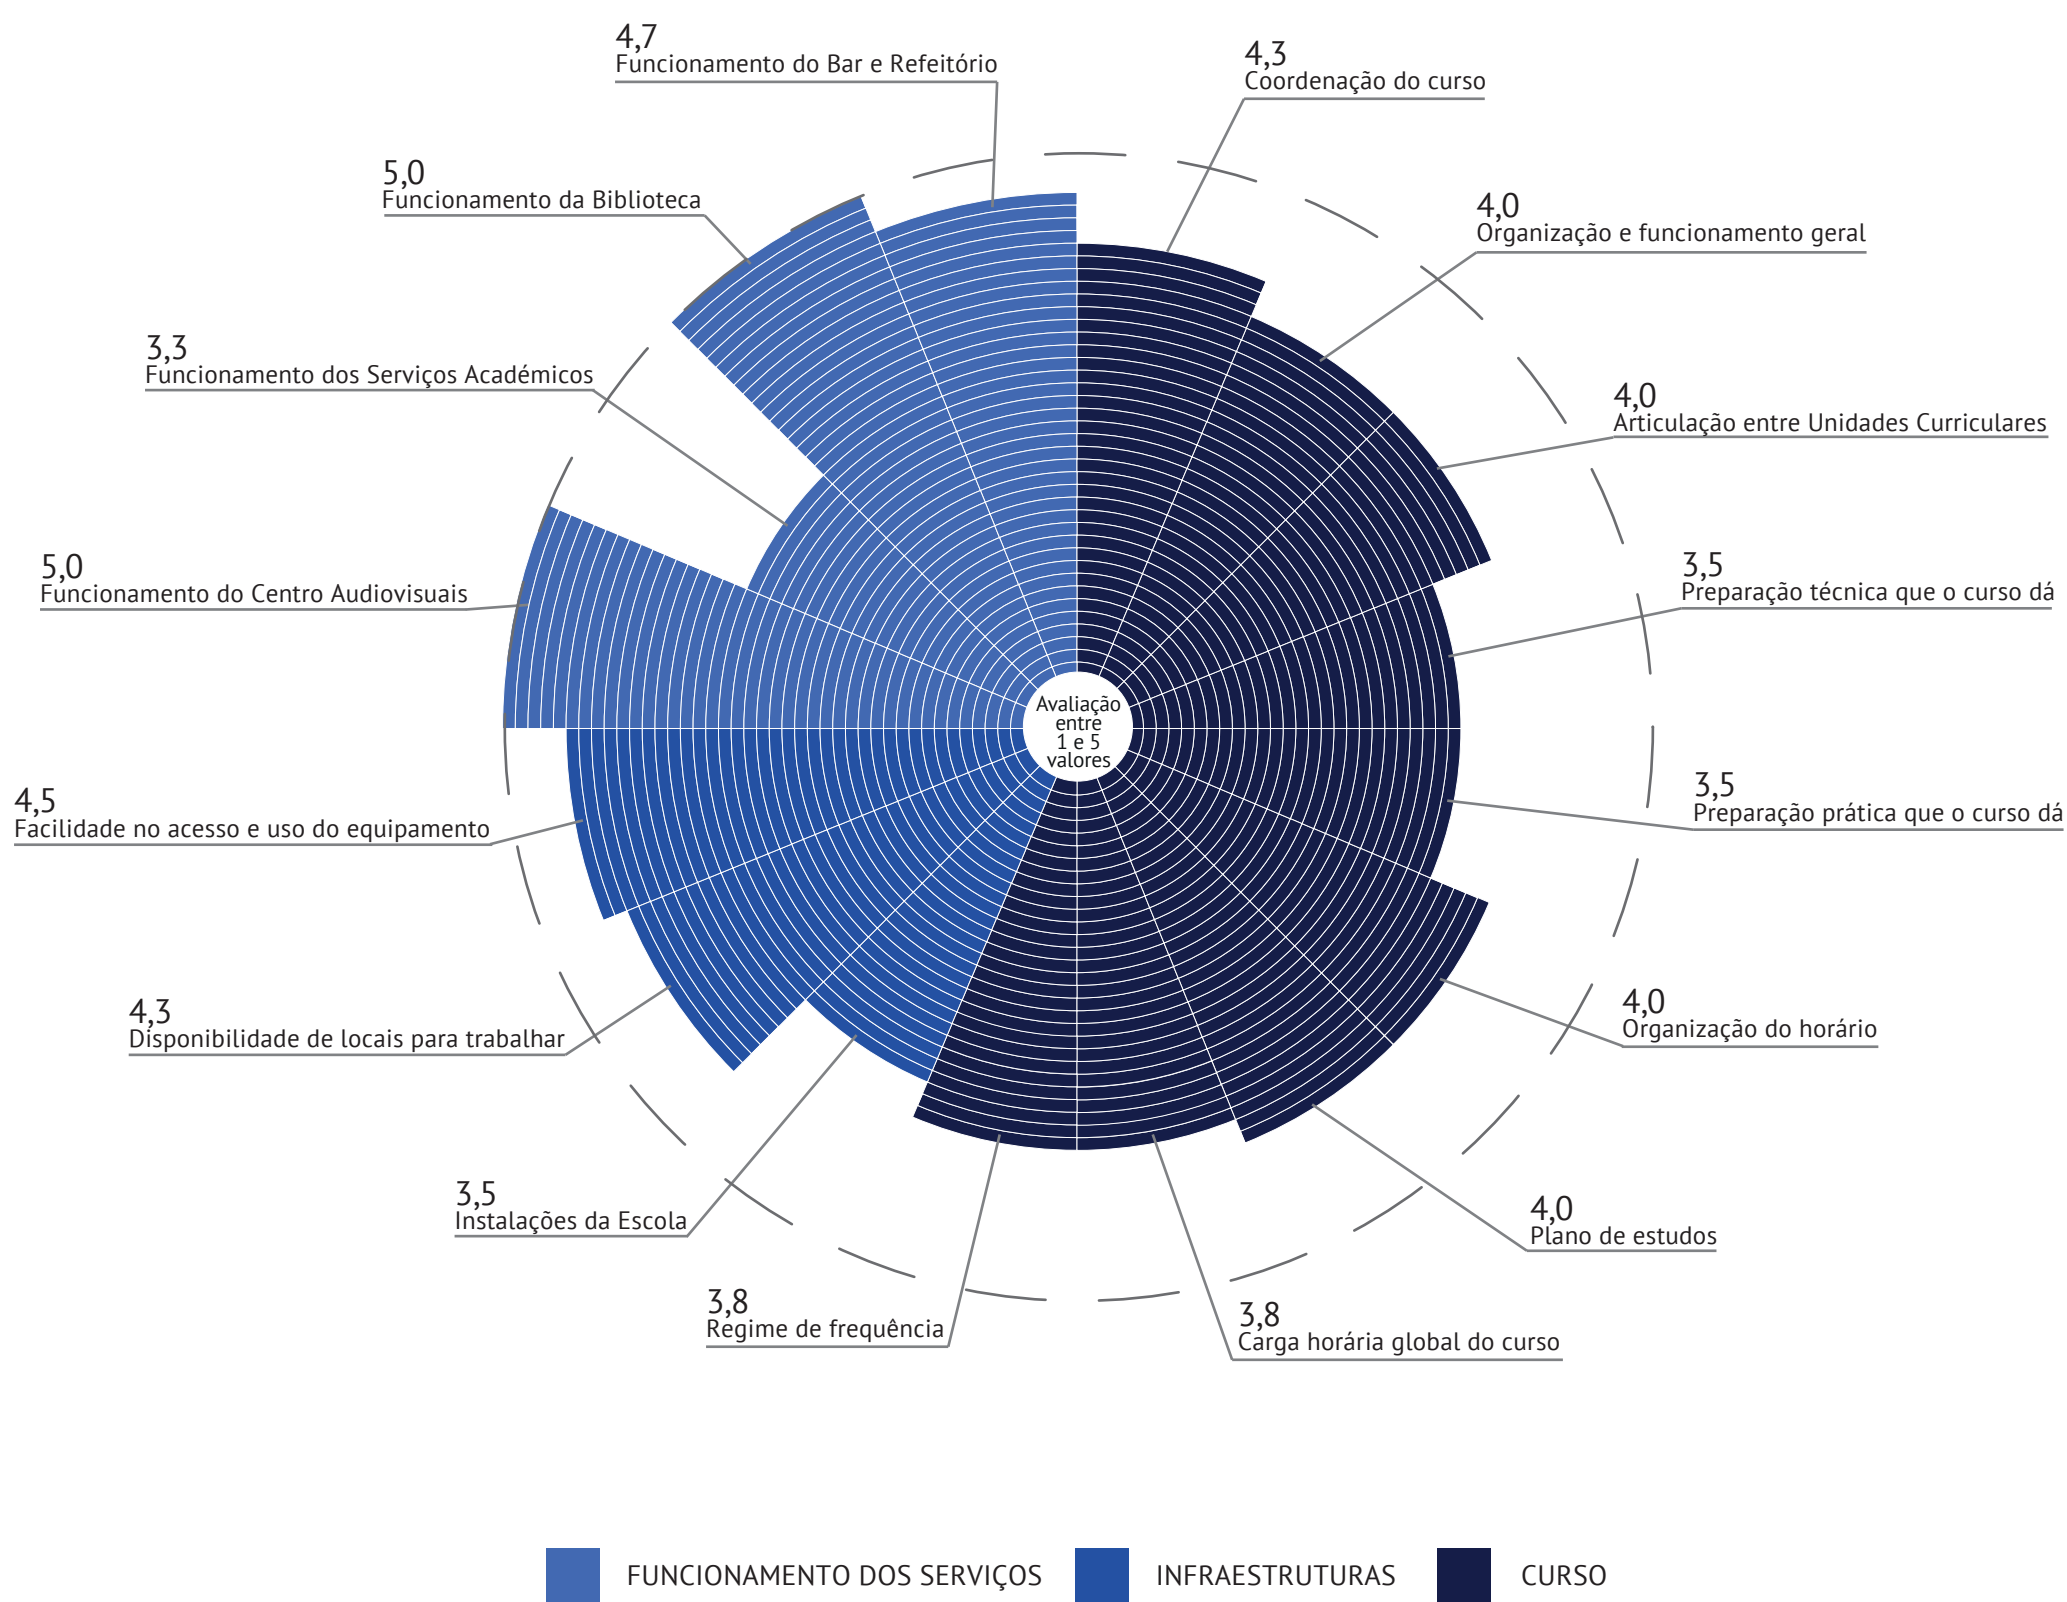 4,7
Funcionamento do Bar e Refeitório
4,3
Coordenação do curso
5,0
Funcionamento da Biblioteca
4,0
Organização e funcionamento geral
3,3
Funcionamento dos Serviços Académicos
4,0
Articulação entre Unidades Curriculares
5,0
Funcionamento do Centro Audiovisuais
3,5
Preparação técnica que o curso dá
Avaliação
entre
1 e 5
valores
4,5
Facilidade no acesso e uso do equipamento
3,5
Preparação prática que o curso dá
4,3
Disponibilidade de locais para trabalhar
4,0
Organização do horário
3,5
Instalações da Escola
4,0
Plano de estudos
3,8
Regime de frequência
3,8
Carga horária global do curso
FUNCIONAMENTO DOS SERVIÇOS
INFRAESTRUTURAS
CURSO